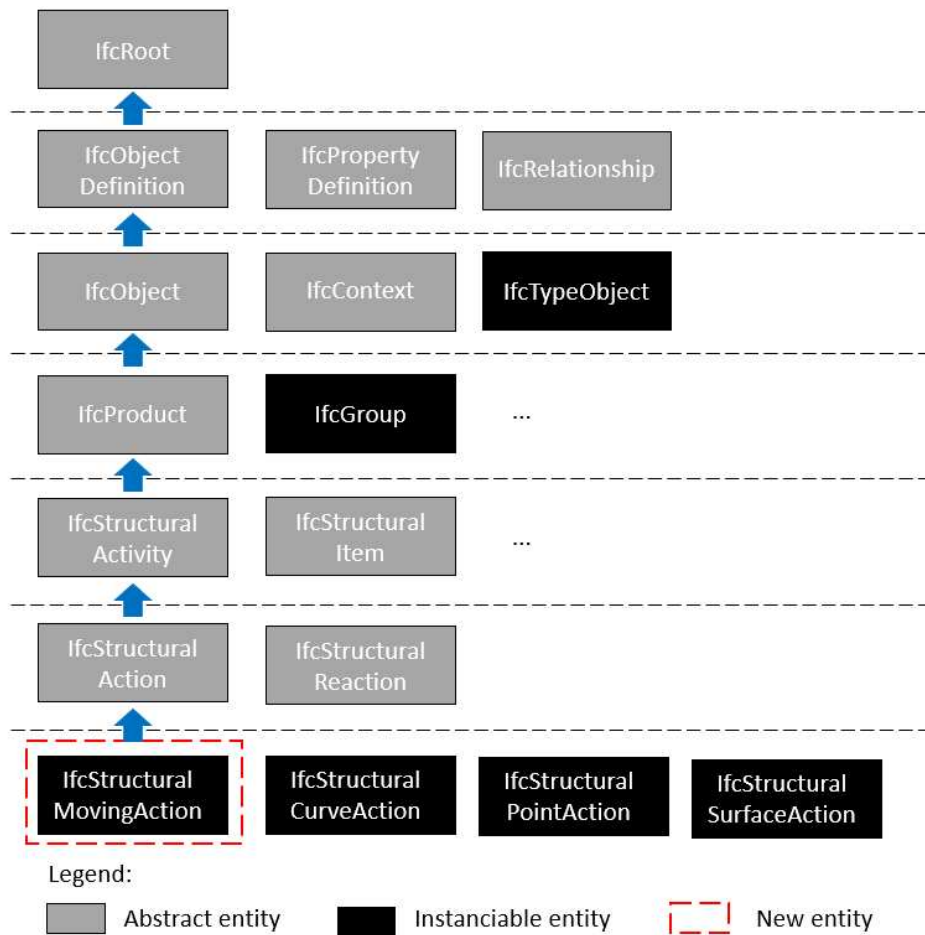 IfcRoot
IfcObject
Definition
IfcProperty
Definition
IfcRelationship
IfcObject
IfcContext
IfcTypeObject
IfcProduct
IfcGroup
...
IfcStructural
Activity
IfcStructural
Item
...
IfcStructural
Action
IfcStructural
Reaction
IfcStructural
MovingAction
IfcStructural
CurveAction
IfcStructural
PointAction
IfcStructural
SurfaceAction
Legend:
Abstract entity
Instanciable entity
New entity